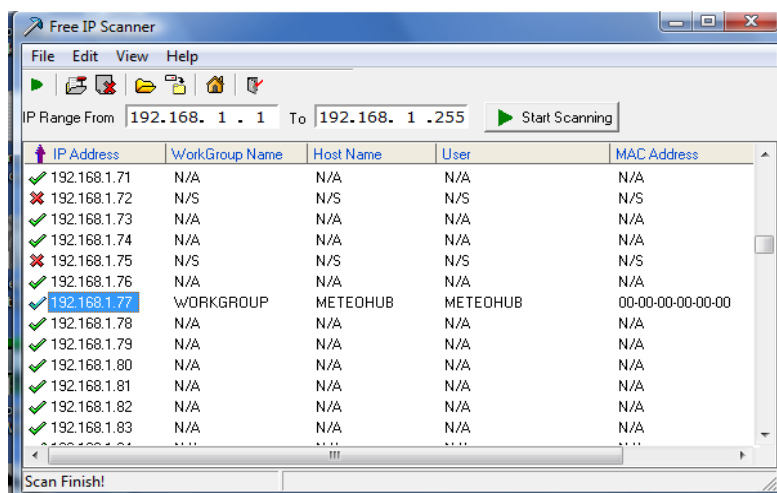 Free IP Scanner
File Edit View Help
IP Range From 192.168. 1 . 1 To 192.168. 1 .255 Start Scanning
IP Address WorkGroup Name Host Name User MAC Address
192.168.1.71 N/A N/A N/A N/A
192.168.1.72 N/S N/S N/S N/S
192.168.1.73 N/A N/A N/A N/A
192.168.1.74 N/A N/A N/A N/A
192.168.1.75 N/S N/S N/S N/S
192.168.1.76 N/A N/A N/A N/A
192.168.1.77 WORKGROUP METEOHUB METEOHUB 00-00-00-00-00-00
192.168.1.78 N/A N/A N/A N/A
192.168.1.79 N/A N/A N/A N/A
192.168.1.80 N/A N/A N/A N/A
192.168.1.81 N/A N/A N/A N/A
192.168.1.82 N/A N/A N/A N/A
192.168.1.83 N/A N/A N/A N/A
Scan Finish!